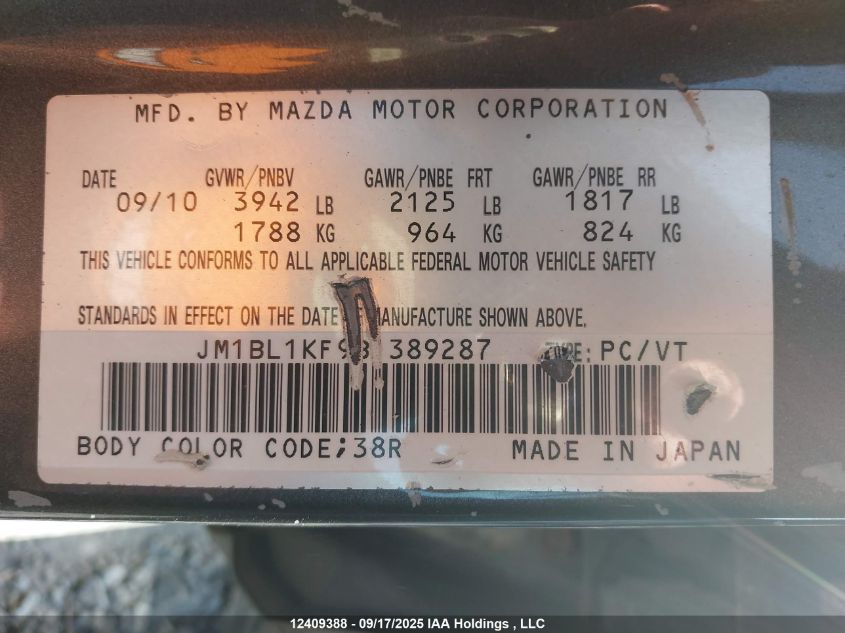 MFD. BY MAZDA MOTOR CORPORATION
DATE GVWR/PNBV GAWR/PNBE FRT GAWR/PNBE RR
09/10 3942 LB 2125 LB 1817 LB
1788 KG 964 KG 824 KG
THIS VEHICLE CONFORMS TO ALL APPLICABLE FEDERAL MOTOR VEHICLE SAFETY
STANDARDS IN EFFECT ON THE DATE MANUFACTURE SHOWN ABOVE.
389287 PC/VT
BODY COLOR CODE;38R MADE IN JAPAN
12409388 - 09/17/2025 IAA Holdings , LLC